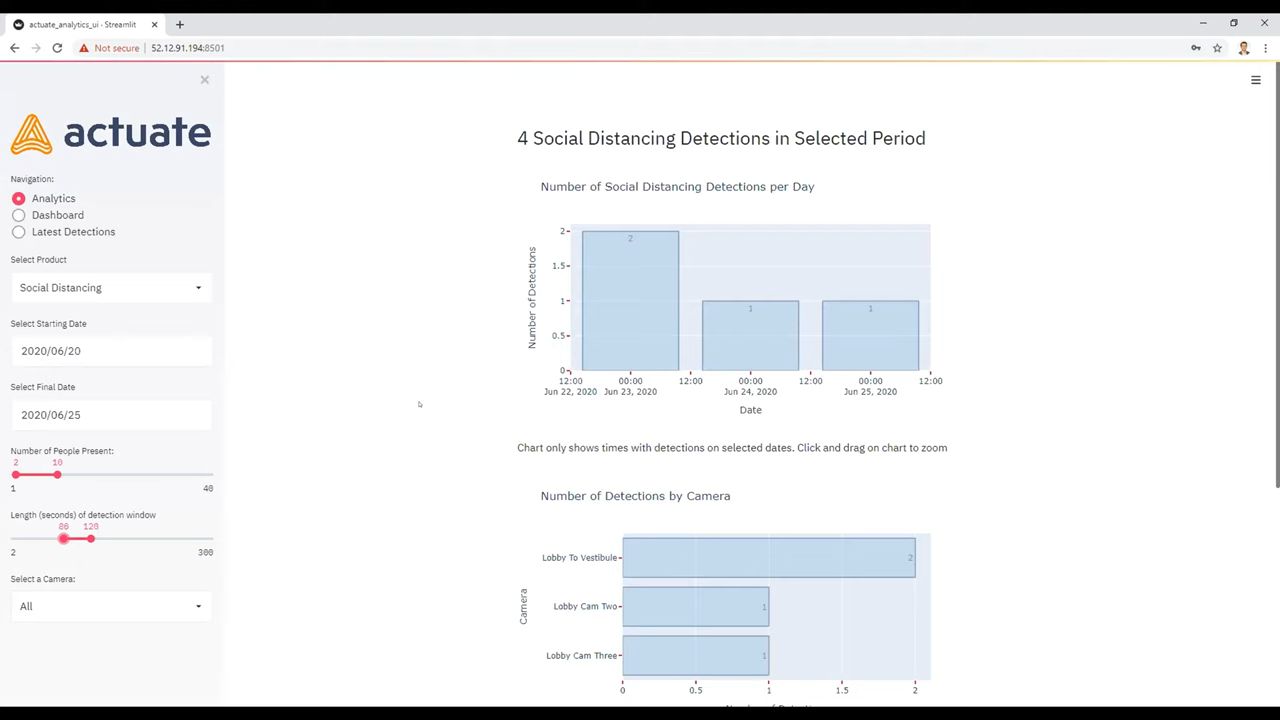 actuate_analytics_ui · Streamlit
Not secure
52.12.91.194:8501
actuate
Navigation:
Analytics
Dashboard
Latest Detections
Select Product
Social Distancing
Select Starting Date
2020/06/20
Select Final Date
2020/06/25
Number of People Present:
2 10
1 40
Length (seconds) of detection window
86 120
2 300
Select a Camera:
All
4 Social Distancing Detections in Selected Period
Number of Social Distancing Detections per Day
Number of Detections
2
1.5
1
0.5
0
2
1
1
12:00 00:00 12:00 00:00 12:00 00:00 12:00
Jun 22, 2020 Jun 23, 2020 Jun 24, 2020 Jun 25, 2020
Date
Chart only shows times with detections on selected dates. Click and drag on chart to zoom
Number of Detections by Camera
Camera
Lobby To Vestibule 2
Lobby Cam Two 1
Lobby Cam Three 1
0 0.5 1 1.5 2